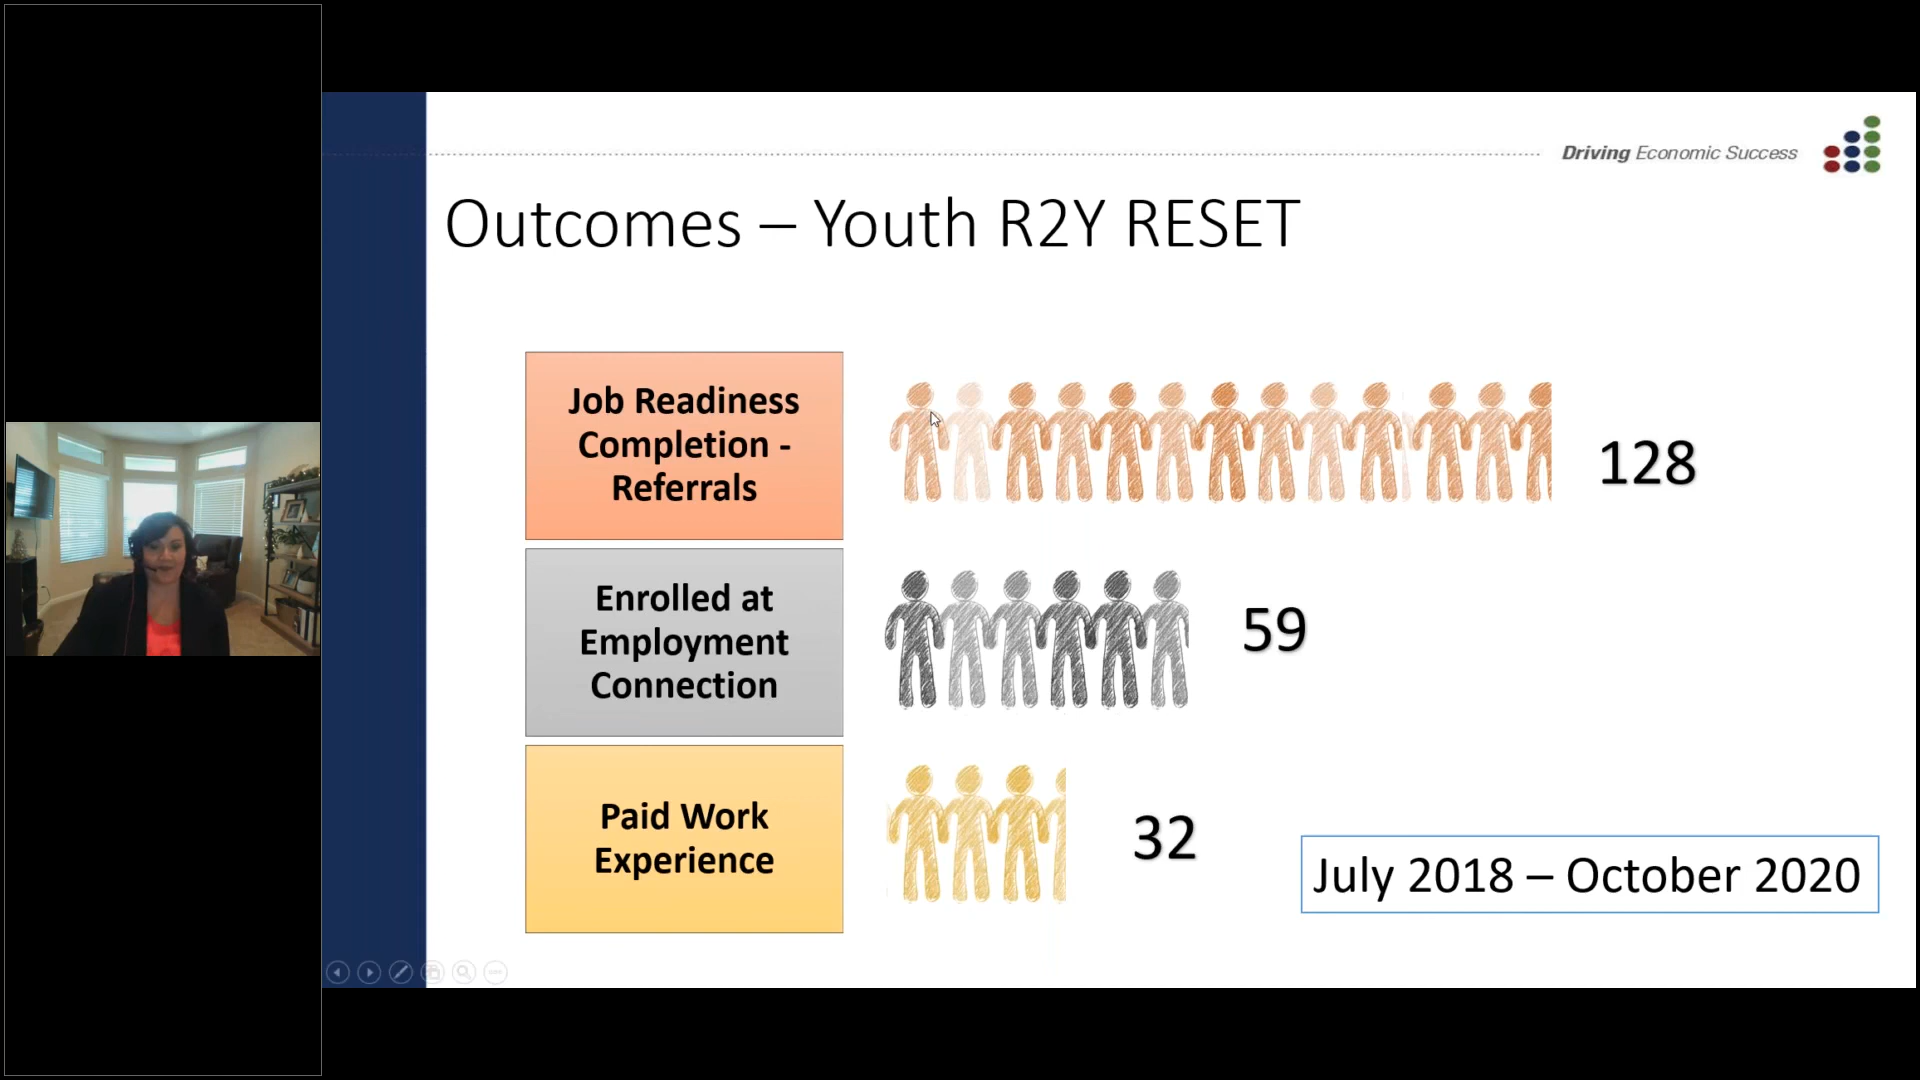 Driving Economic Success
Outcomes – Youth R2Y RESET
Job Readiness
Completion -
Referrals
128
Enrolled at
Employment
Connection
59
Paid Work
Experience
32
July 2018 – October 2020